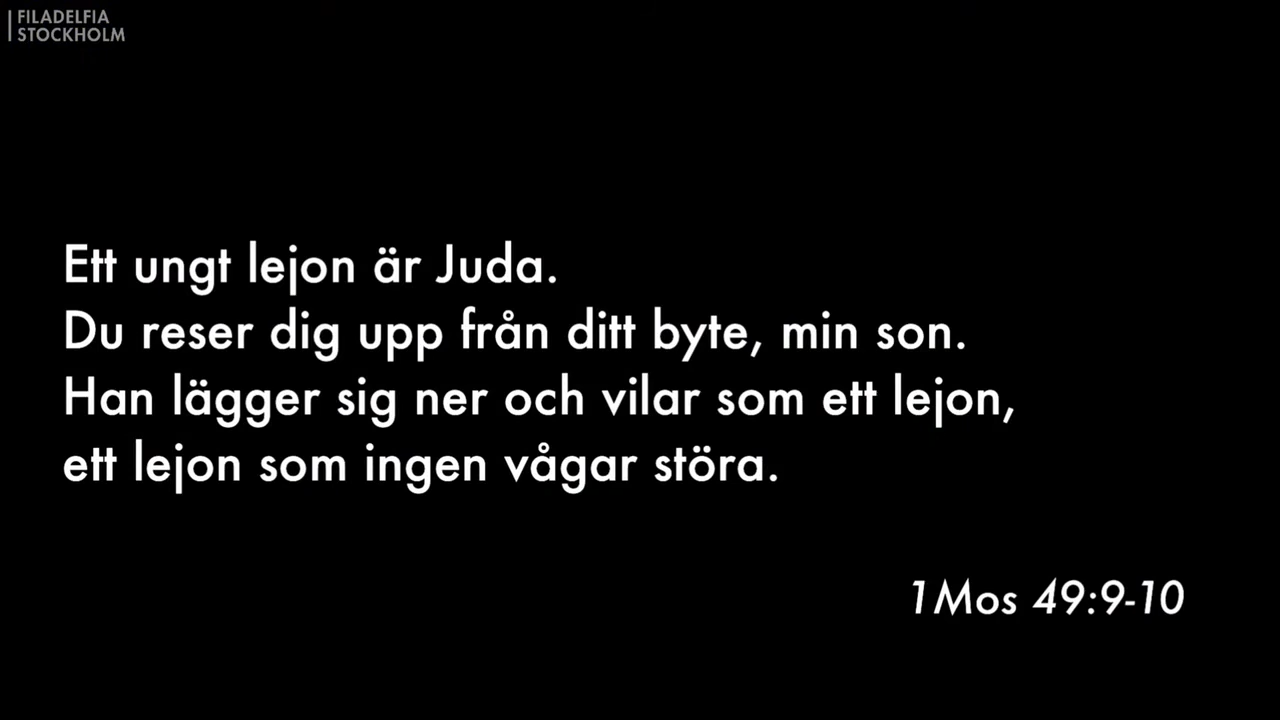 FILADELFIA
STOCKHOLM
Ett ungt lejon är Juda.
Du reser dig upp från ditt byte, min son.
Han lägger sig ner och vilar som ett lejon,
ett lejon som ingen vågar störa.
1Mos 49:9-10